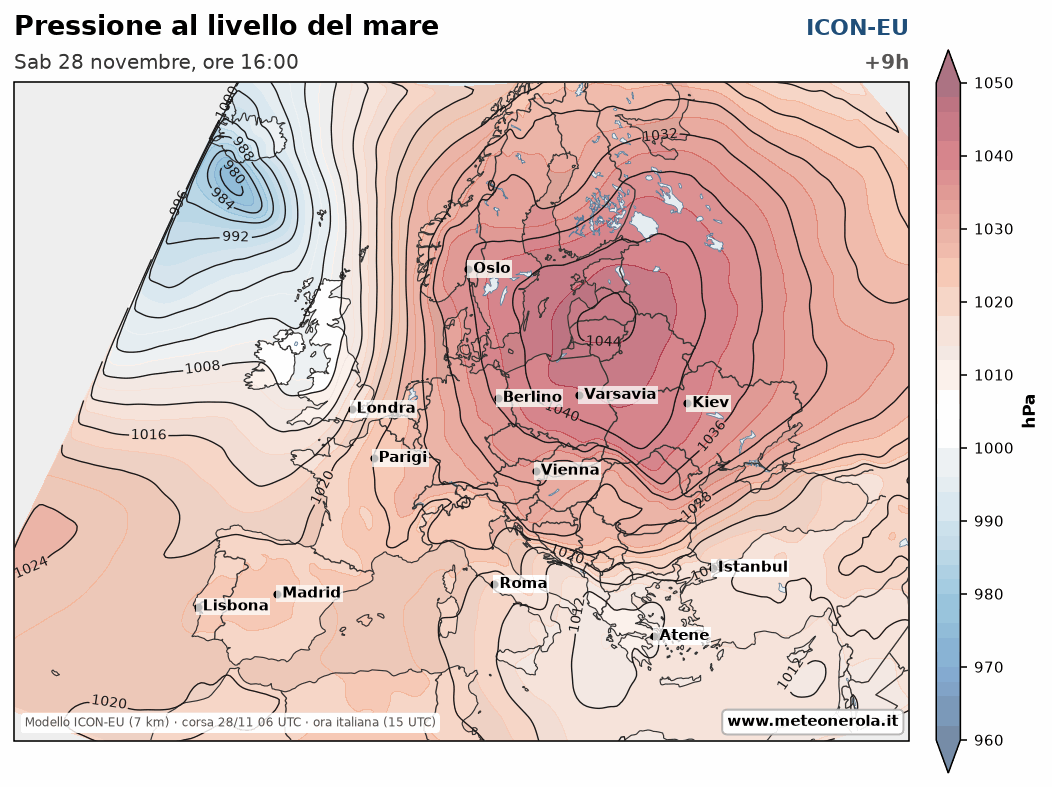 Pressione al livello del mare
ICON-EU
Sab 28 novembre, ore 16:00
+9h
1000
988
980
984
996
992
1032
Oslo
1044
1008
Londra
Berlino
Varsavia
Kiev
1040
1016
Parigi
1036
Vienna
1020
1028
1024
1020
Istanbul
Roma
Madrid
Lisbona
1012
Atene
1012
1020
Modello ICON-EU (7 km) · corsa 28/11 06 UTC · ora italiana (15 UTC)
www.meteonerola.it
1050
1040
1030
1020
1010
1000
990
980
970
960
hPa